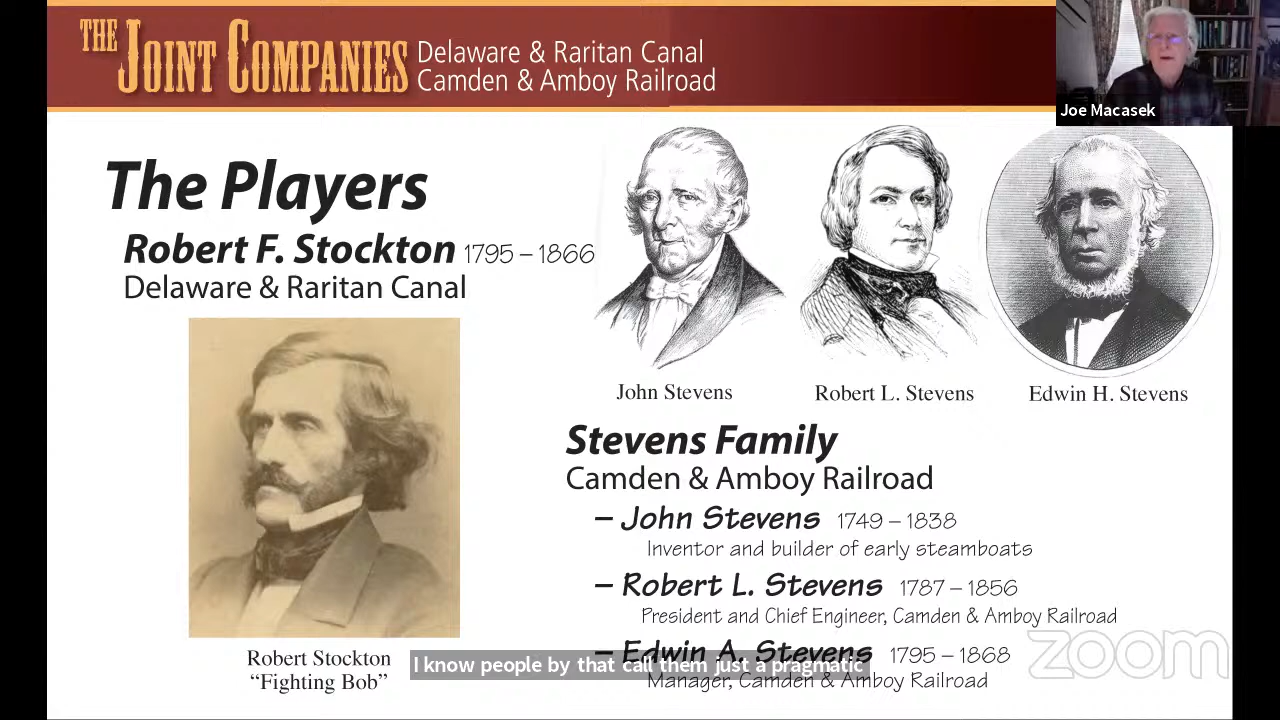 THE JOINT COMPANIES
Delaware & Raritan Canal
Camden & Amboy Railroad
Joe Macasek
The Players
Robert F. Stockton 1795 – 1866
Delaware & Raritan Canal
John Stevens
Robert L. Stevens
Edwin H. Stevens
Stevens Family
Camden & Amboy Railroad
– John Stevens 1749 – 1838
Inventor and builder of early steamboats
– Robert L. Stevens 1787 – 1856
President and Chief Engineer, Camden & Amboy Railroad
– Edwin A. Stevens 1795 – 1868
Manager, Camden & Amboy Railroad
Robert Stockton
“Fighting Bob”
I know people by that call them just a pragmatic
zoom